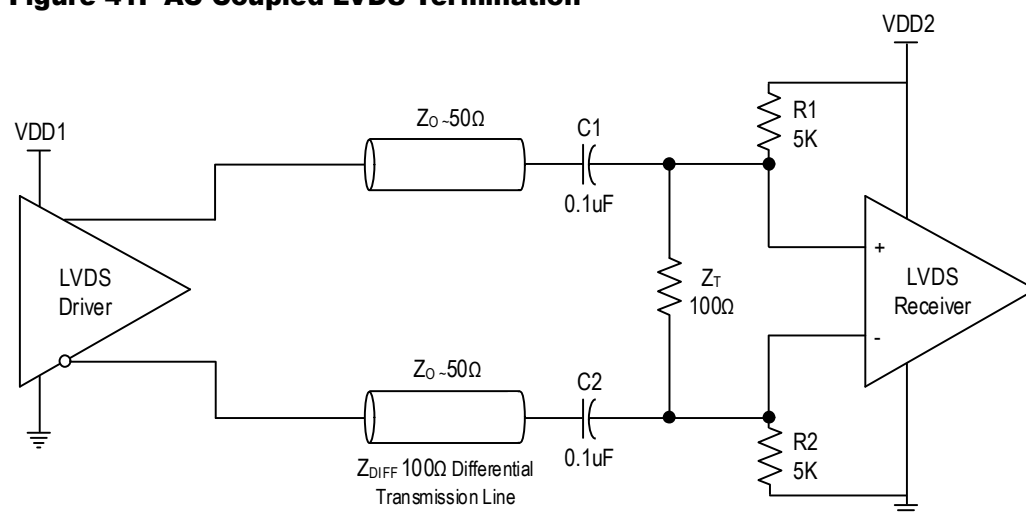 Figure 41. AC Coupled LVDS Termination
VDD2
VDD1
Zo ~50Ω
C1
0.1uF
R1
5K
LVDS
Driver
ZT
100Ω
+
LVDS
Receiver
-
Zo ~50Ω
C2
0.1uF
R2
5K
ZDIFF 100Ω Differential
Transmission Line